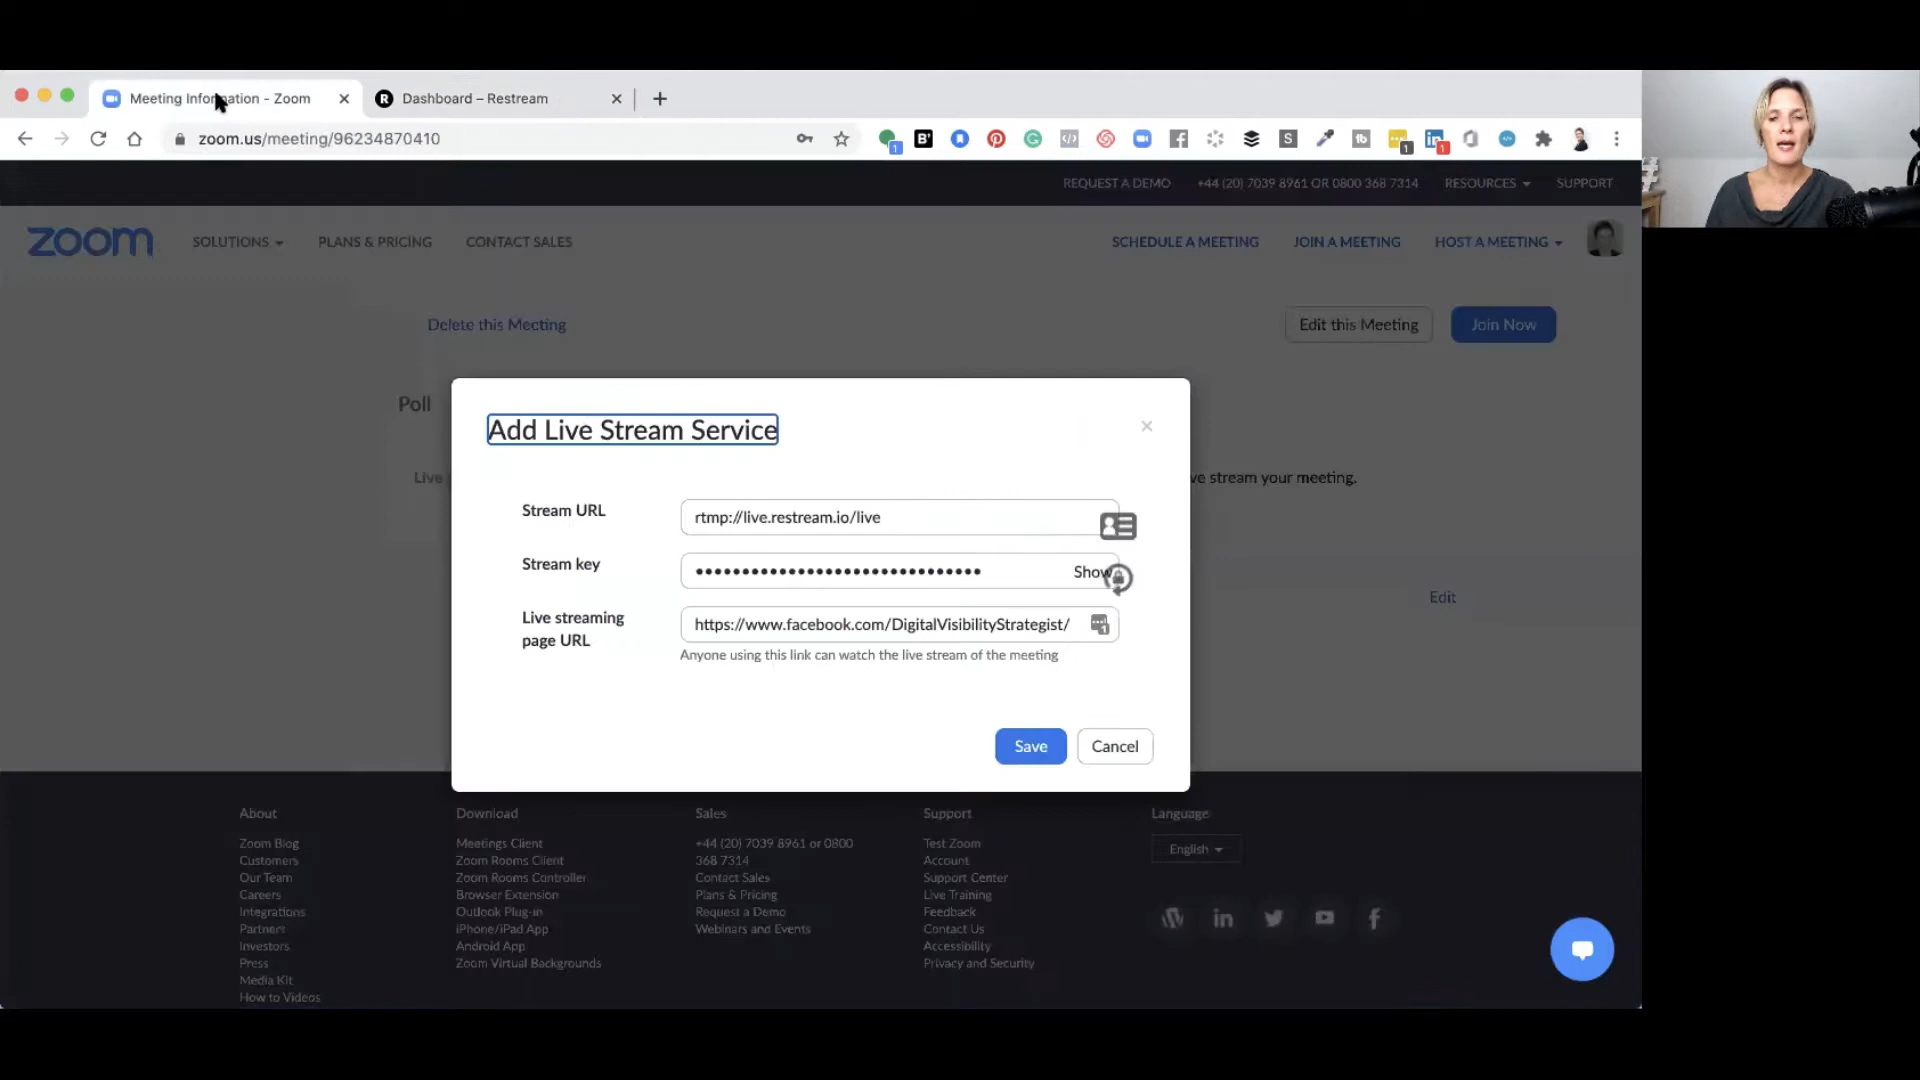 Meeting Information - Zoom
Dashboard – Restream
zoom.us/meeting/96234870410
REQUEST A DEMO
+44 (20) 7039 8961 OR 0800 368 7314
RESOURCES
SUPPORT
zoom
SOLUTIONS
PLANS & PRICING
CONTACT SALES
SCHEDULE A MEETING
JOIN A MEETING
HOST A MEETING
Delete this Meeting
Edit this Meeting
Join Now
Poll
Add Live Stream Service
Live
ve stream your meeting.
Stream URL
rtmp://live.restream.io/live
Stream key
Show
Edit
Live streaming
page URL
https://www.facebook.com/DigitalVisibilityStrategist/
Anyone using this link can watch the live stream of the meeting
Save
Cancel
About
Zoom Blog
Customers
Our Team
Careers
Integrations
Partners
Investors
Press
Media Kit
How to Videos
Download
Meetings Client
Zoom Rooms Client
Zoom Rooms Controller
Browser Extension
Outlook Plug-in
iPhone/iPad App
Android App
Zoom Virtual Backgrounds
Sales
+44 (20) 7039 8961 or 0800
368 7314
Contact Sales
Plans & Pricing
Request a Demo
Webinars and Events
Support
Test Zoom
Account
Support Center
Live Training
Feedback
Contact Us
Accessibility
Privacy and Security
Language
English